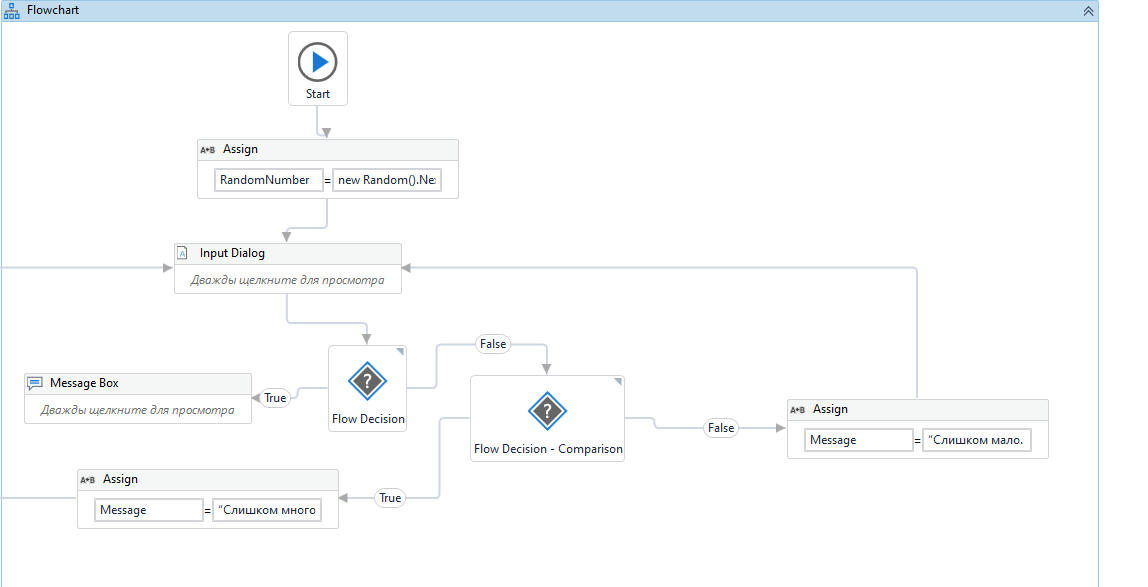 Flowchart
Start
A+B Assign
RandomNumber = new Random().Ne
Input Dialog
Дважды щелкните для просмотра
False
Message Box
True
Дважды щелкните для просмотра
Flow Decision
Flow Decision - Comparison
False
A+B Assign
Message = "Слишком мало.
A+B Assign
True
Message = "Слишком много